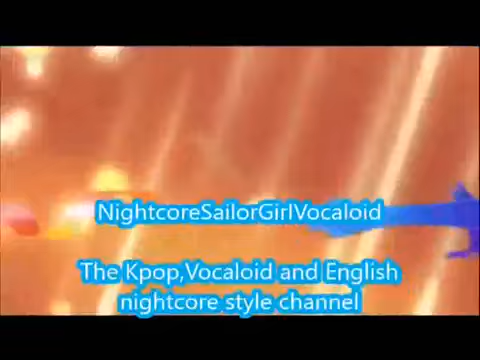 NightcoreSailorGirlVocaloid
The Kpop,Vocaloid and English
nightcore style channel